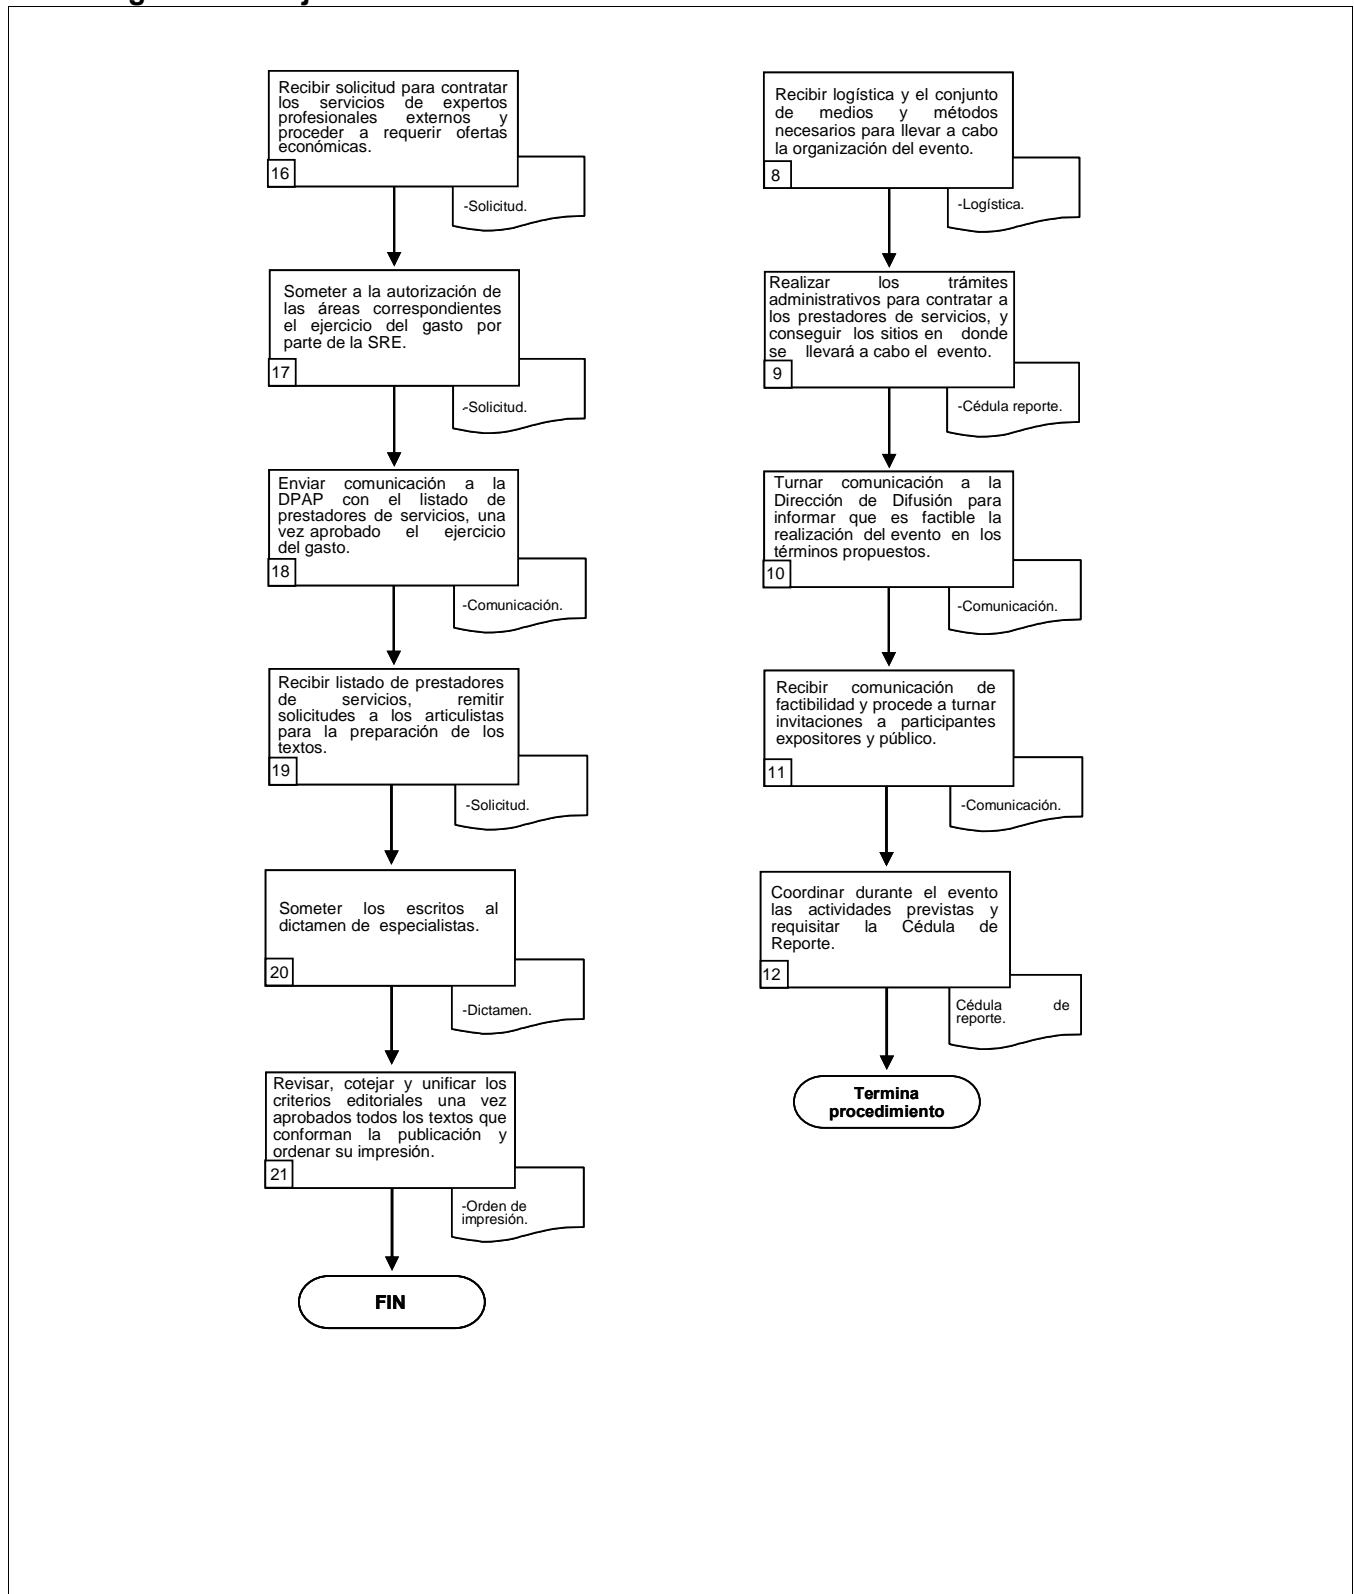 Recibir solicitud para contratar
los servicios de expertos
profesionales externos y
proceder a requerir ofertas
económicas.
16
-Solicitud.
Someter a la autorización de
las áreas correspondientes
el ejercicio del gasto por
parte de la SRE.
17
-Solicitud.
Enviar comunicación a la
DPAP con el listado de
prestadores de servicios, una
vez aprobado el ejercicio
del gasto.
18
-Comunicación.
Recibir listado de prestadores
de servicios, remitir
solicitudes a los articulistas
para la preparación de los
textos.
19
-Solicitud.
Someter los escritos al
dictamen de especialistas.
20
-Dictamen.
Revisar, cotejar y unificar los
criterios editoriales una vez
aprobados todos los textos que
conforman la publicación y
ordenar su impresión.
21
-Orden de
impresión.
FIN
Recibir logística y el conjunto
de medios y métodos
necesarios para llevar a cabo
la organización del evento.
8
-Logística.
Realizar los trámites
administrativos para contratar a
los prestadores de servicios, y
conseguir los sitios en donde
se llevará a cabo el evento.
9
-Cédula reporte.
Turnar comunicación a la
Dirección de Difusión para
informar que es factible la
realización del evento en los
términos propuestos.
10
-Comunicación.
Recibir comunicación de
factibilidad y procede a turnar
invitaciones a participantes
expositores y público.
11
-Comunicación.
Coordinar durante el evento
las actividades previstas y
requisitar la Cédula de
Reporte.
12
Cédula de
reporte.
Termina
procedimiento